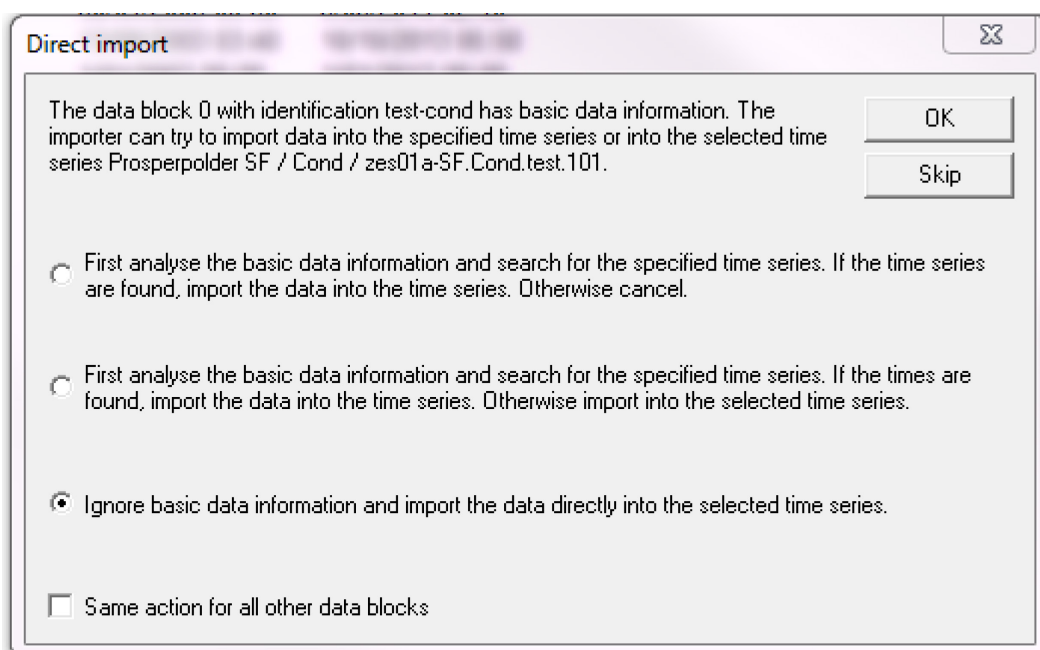 Direct import
The data block 0 with identification test-cond has basic data information. The
importer can try to import data into the specified time series or into the selected time
series Prosperpolder SF / Cond / zes01a-SF.Cond.test.101.
OK
Skip
First analyse the basic data information and search for the specified time series. If the time series
are found, import the data into the time series. Otherwise cancel.
First analyse the basic data information and search for the specified time series. If the times are
found, import the data into the time series. Otherwise import into the selected time series.
Ignore basic data information and import the data directly into the selected time series.
Same action for all other data blocks